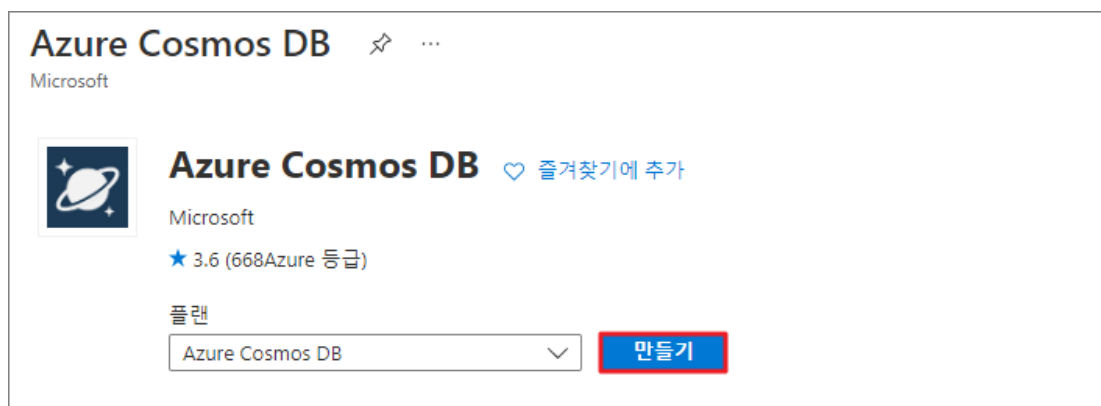 Azure Cosmos DB
Microsoft
Azure Cosmos DB 즐겨찾기에 추가
Microsoft
3.6 (668Azure 등급)
플랜
Azure Cosmos DB 만들기